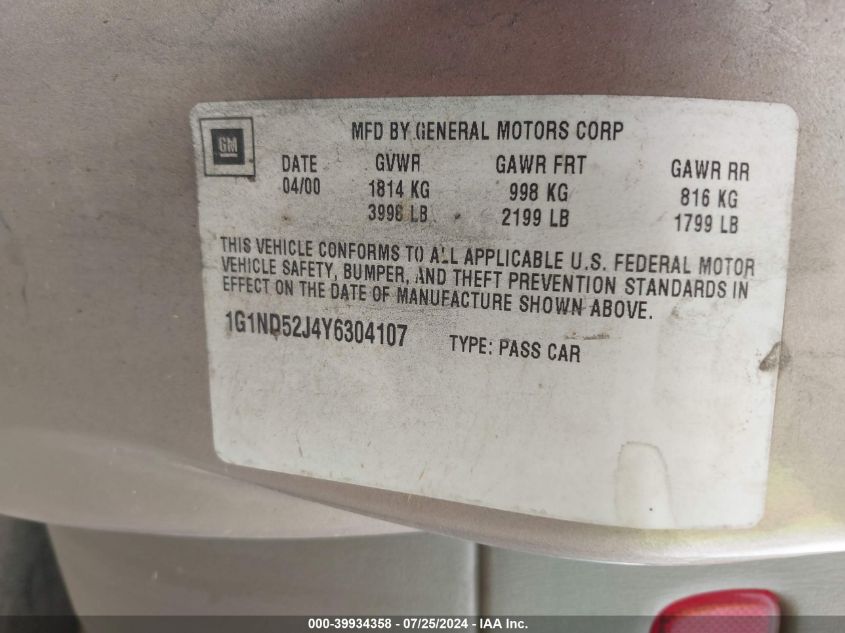 GM
MFD BY GENERAL MOTORS CORP
DATE GVWR GAWR FRT GAWR RR
04/00 1814 KG 998 KG 816 KG
3998 LB 2199 LB 1799 LB
THIS VEHICLE CONFORMS TO ALL APPLICABLE U.S. FEDERAL MOTOR
VEHICLE SAFETY, BUMPER, AND THEFT PREVENTION STANDARDS IN
EFFECT ON THE DATE OF MANUFACTURE SHOWN ABOVE.
1G1ND52J4Y6304107 TYPE: PASS CAR
000-39934358 - 07/25/2024 - IAA Inc.